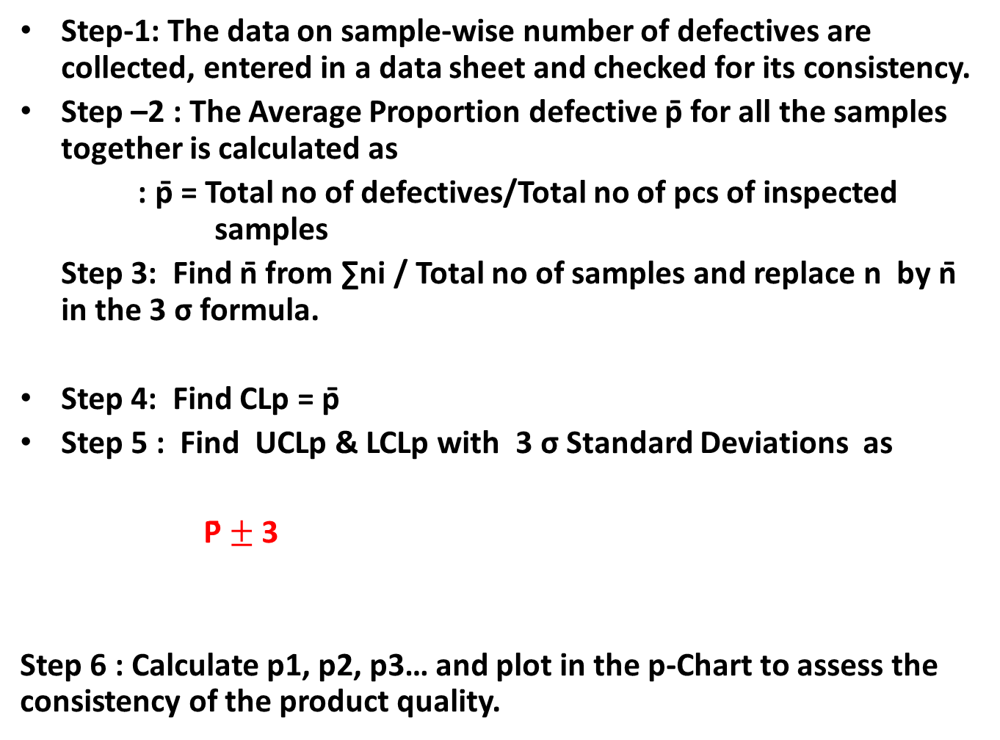 • Step-1: The data on sample-wise number of defectives are
collected, entered in a data sheet and checked for its consistency.
• Step –2 : The Average Proportion defective p̄ for all the samples
together is calculated as
: p̄ = Total no of defectives/Total no of pcs of inspected
samples
Step 3: Find n̄ from ∑ni / Total no of samples and replace n by n̄
in the 3 σ formula.
• Step 4: Find CLp = p̄
• Step 5 : Find UCLp & LCLp with 3 σ Standard Deviations as
P̄ ± 3
Step 6 : Calculate p1, p2, p3... and plot in the p-Chart to assess the
consistency of the product quality.